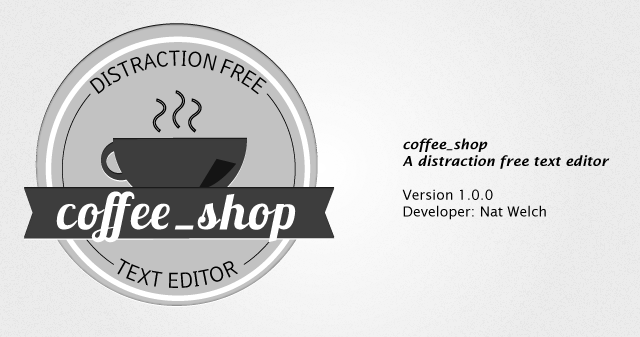 DISTRACTION FREE
coffee_shop
TEXT EDITOR
coffee_shop
A distraction free text editor
Version 1.0.0
Developer: Nat Welch